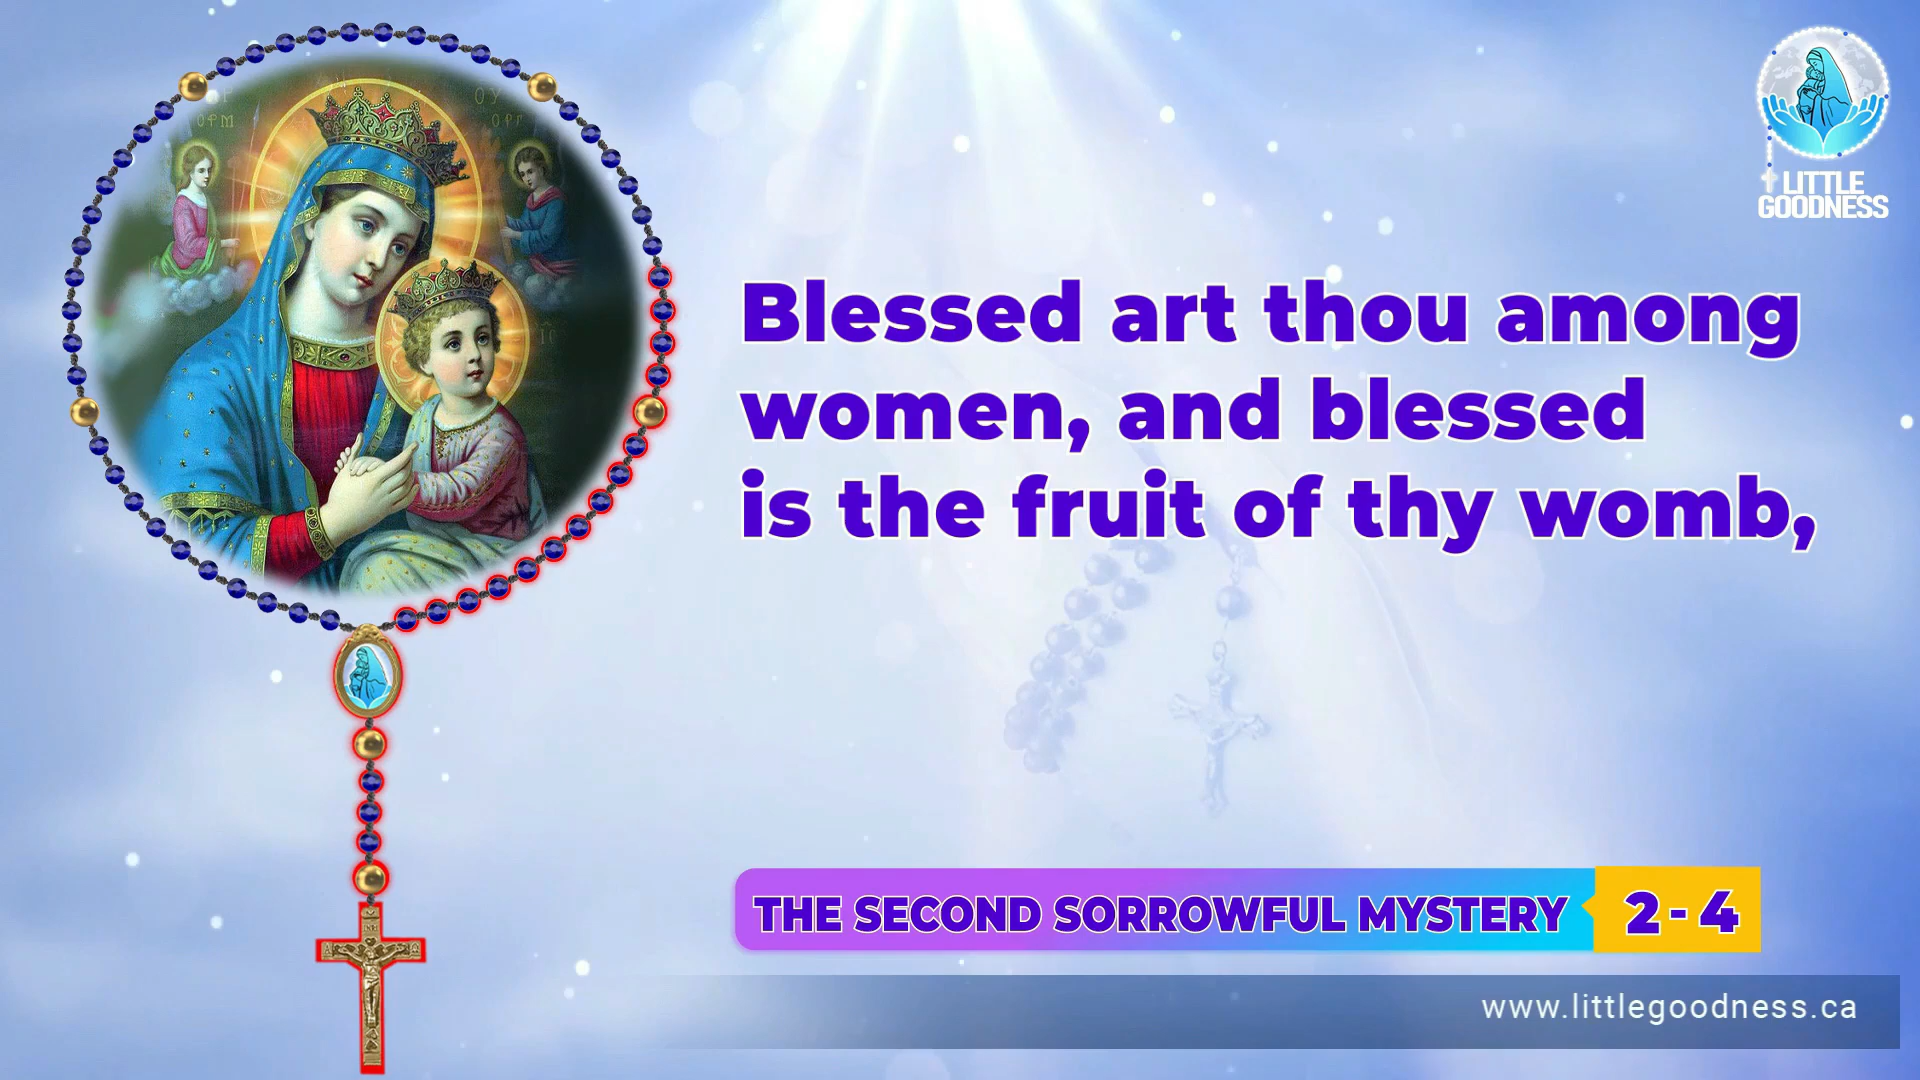 LITTLE
GOODNESS
Blessed art thou among
women, and blessed
is the fruit of thy womb,
THE SECOND SORROWFUL MYSTERY 2 - 4
www.littlegoodness.ca